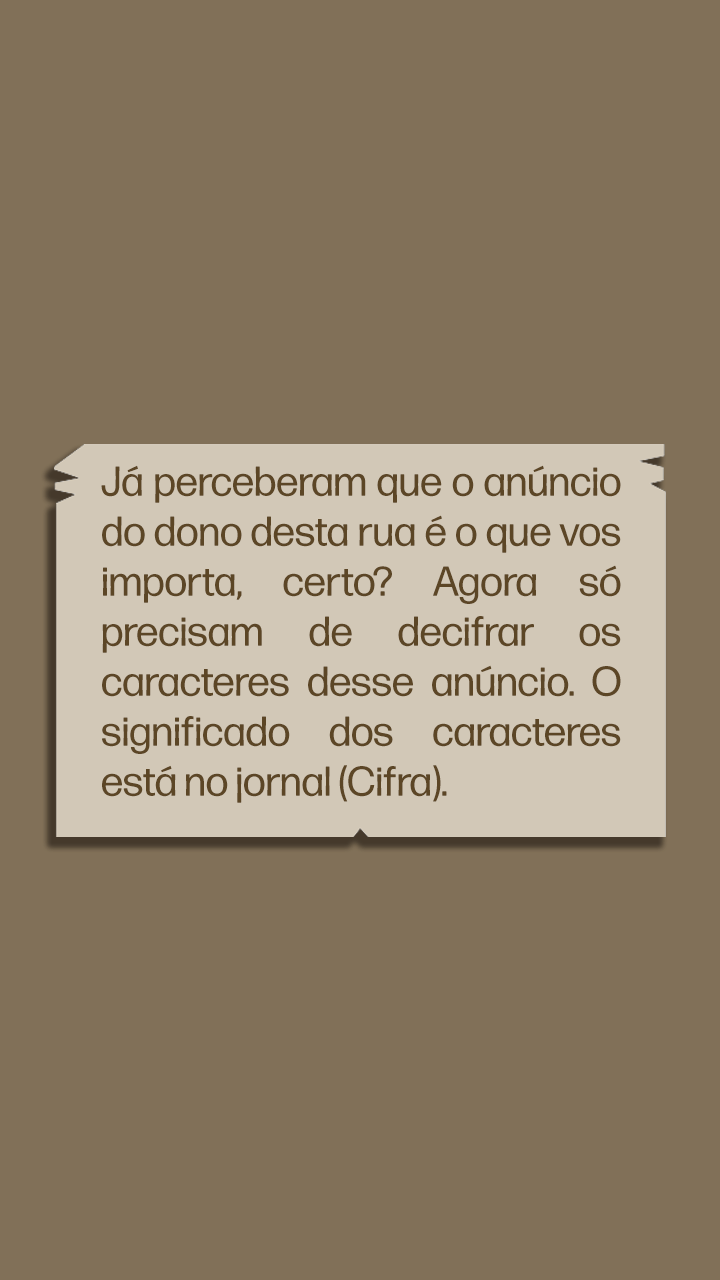 Já perceberam que o anúncio
do dono desta rua é o que vos
importa, certo? Agora só
precisam de decifrar os
caracteres desse anúncio. O
significado dos caracteres
está no jornal (Cifra).